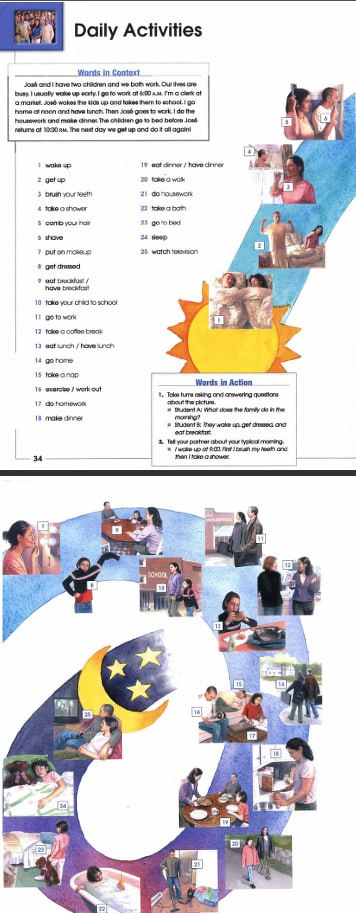 Daily Activities
Words in Context
José and I have two children and we both work. Our lives are
busy. I usually wake up early. I go to work at 6:00 A.M. I'm a clerk at
a market. José wakes the kids up and takes them to school. I go
home at noon and have lunch. Then José goes to work. I do the
housework and make dinner. The children go to bed before José
returns at 10:00 P.M. The next day we get up and do it all again!
1 wake up
2 get up
3 brush your teeth
4 take a shower
5 comb your hair
6 shave
7 put on makeup
8 get dressed
9 eat breakfast /
have breakfast
10 take your child to school
11 go to work
12 take a coffee break
13 eat lunch / have lunch
14 go home
15 take a nap
16 exercise / work out
17 do homework
18 make dinner
19 eat dinner / have dinner
20 take a walk
21 do housework
22 take a bath
23 go to bed
24 sleep
25 watch television
5
6
4
3
2
1
Words in Action
1. Take turns asking and answering questions
about the picture.
Student A: What does the family do in the
morning?
Student B: They wake up, get dressed, and
eat breakfast.
2. Tell your partner about your typical morning.
I wake up at 9:00. First I brush my teeth and
then I take a shower.
34
7
9
11
8
SCHOOL
10
12
13
14
15
16
17
25
18
24
19
20
23
21
22